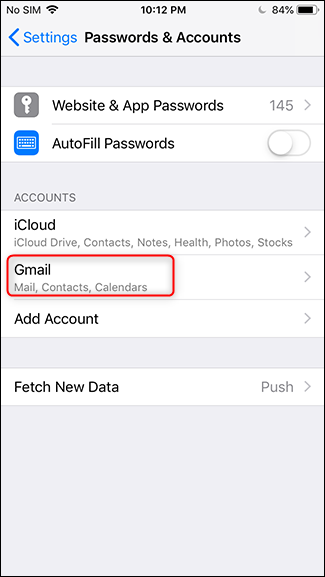 No SIM 10:12 PM 84%
Settings Passwords & Accounts
Website & App Passwords 145
AutoFill Passwords
ACCOUNTS
iCloud
iCloud Drive, Contacts, Notes, Health, Photos, Stocks
Gmail
Mail, Contacts, Calendars
Add Account
Fetch New Data Push